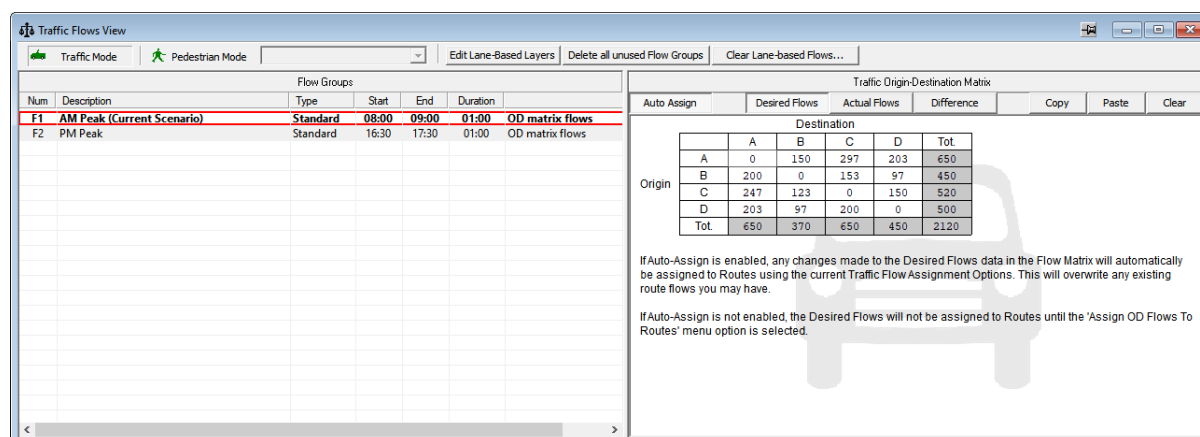 Traffic Flows View
Traffic Mode Pedestrian Mode Edit Lane-Based Layers Delete all unused Flow Groups Clear Lane-based Flows...
Flow Groups
Num Description Type Start End Duration
F1 AM Peak (Current Scenario) Standard 08:00 09:00 01:00 OD matrix flows
F2 PM Peak Standard 16:30 17:30 01:00 OD matrix flows
Traffic Origin-Destination Matrix
Auto Assign Desired Flows Actual Flows Difference Copy Paste Clear
Destination
A B C D Tot.
A 0 150 297 203 650
B 200 0 153 97 450
Origin
C 247 123 0 150 520
D 203 97 200 0 500
Tot. 650 370 650 450 2120
If Auto-Assign is enabled, any changes made to the Desired Flows data in the Flow Matrix will automatically
be assigned to Routes using the current Traffic Flow Assignment Options. This will overwrite any existing
route flows you may have.
If Auto-Assign is not enabled, the Desired Flows will not be assigned to Routes until the 'Assign OD Flows To
Routes' menu option is selected.